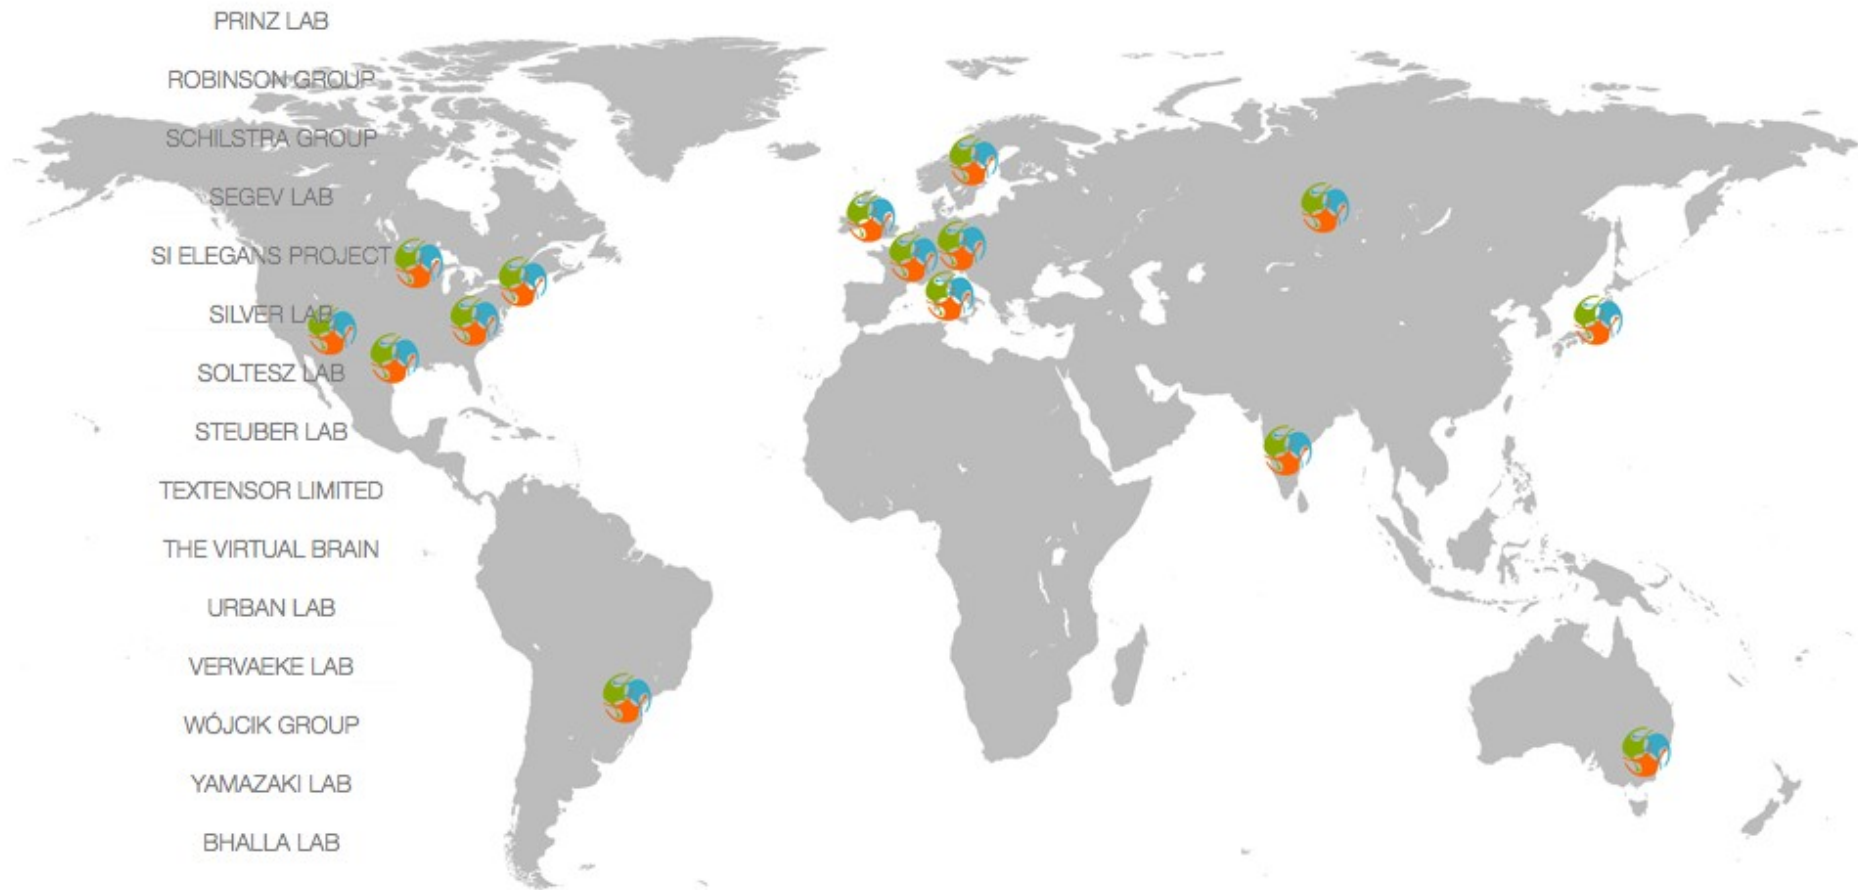 PRINZ LAB
ROBINSON GROUP
SCHILSTRA GROUP
SEGEV LAB
SI ELEGANS PROJECT
SILVER LAB
SOLTESZ LAB
STEUBER LAB
TEXTENSOR LIMITED
THE VIRTUAL BRAIN
URBAN LAB
VERVAEKE LAB
WÓJCIK GROUP
YAMAZAKI LAB
BHALLA LAB